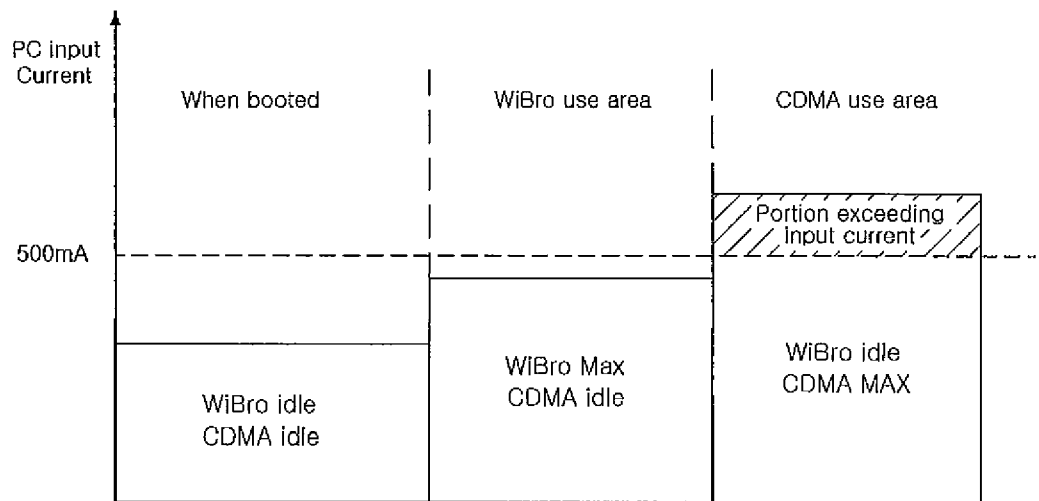 PC input
Current
When booted
WiBro use area
CDMA use area
Portion exceeding
input current
500mA
WiBro idle
CDMA idle
WiBro Max
CDMA idle
WiBro idle
CDMA MAX